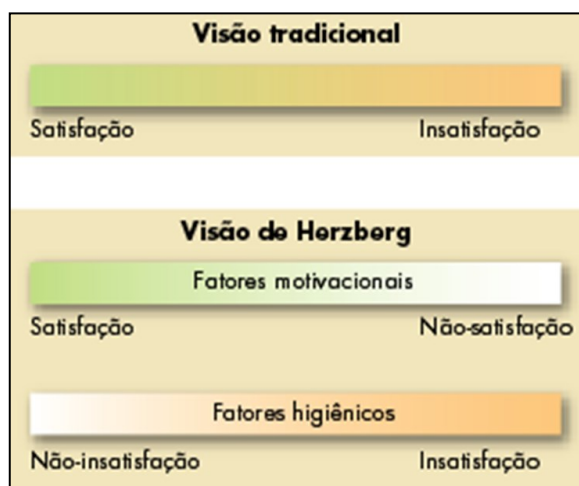 Visão tradicional
Satisfação Insatisfação
Visão de Herzberg
Fatores motivacionais
Satisfação Não-satisfação
Fatores higiênicos
Não-insatisfação Insatisfação